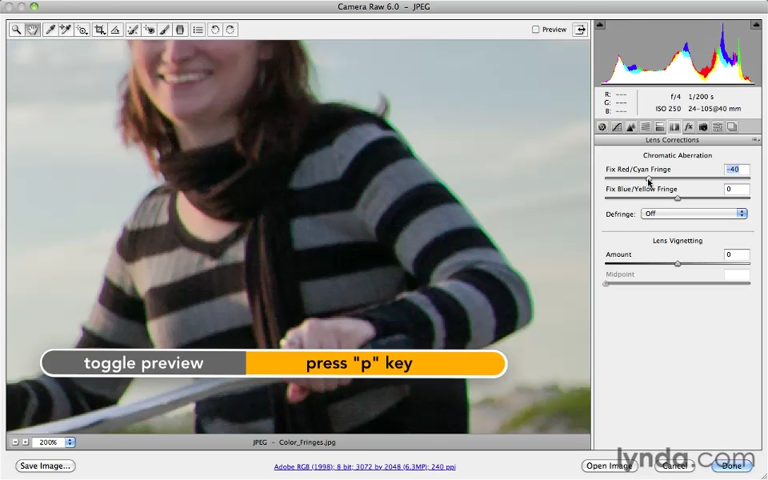 Camera Raw 6.0 - JPEG
Preview
R: ---
G: ---
B: ---
f/4 1/200 s
ISO 250 24-105@40 mm
Lens Corrections
Chromatic Aberration
Fix Red/Cyan Fringe -40
Fix Blue/Yellow Fringe 0
Defringe: Off
Lens Vignetting
Amount 0
Midpoint
toggle preview press "p" key
200% JPEG - Color_Fringes.jpg
lynda.com
Save Image... Adobe RGB (1998); 8 bit; 3072 by 2048 (6.3MP); 240 ppi Open Image Cancel Done